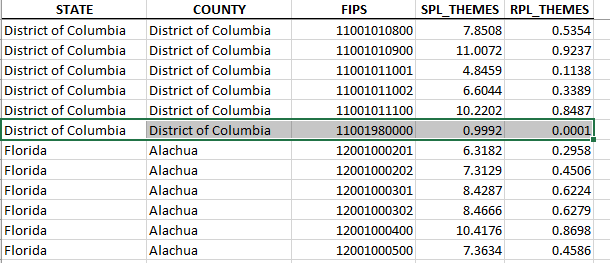 STATE COUNTY FIPS SPL_THEMES RPL_THEMES
District of Columbia District of Columbia 11001010800 7.8508 0.5354
District of Columbia District of Columbia 11001010900 11.0072 0.9237
District of Columbia District of Columbia 11001011001 4.8459 0.1138
District of Columbia District of Columbia 11001011002 6.6044 0.3389
District of Columbia District of Columbia 11001011100 10.2202 0.8487
District of Columbia District of Columbia 11001980000 0.9992 0.0001
Florida Alachua 12001000201 6.3182 0.2958
Florida Alachua 12001000202 7.3129 0.4506
Florida Alachua 12001000301 8.4287 0.6224
Florida Alachua 12001000302 8.4666 0.6279
Florida Alachua 12001000400 10.4176 0.8698
Florida Alachua 12001000500 7.3634 0.4586